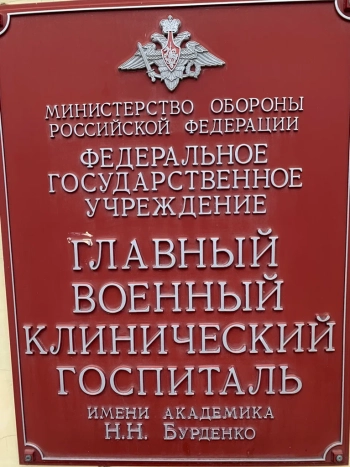 МИНИСТЕРСТВО ОБОРОНЫ
РОССИЙСКОЙ ФЕДЕРАЦИИ
ФЕДЕРАЛЬНОЕ
ГОСУДАРСТВЕННОЕ
УЧРЕЖДЕНИЕ
ГЛАВНЫЙ
ВОЕННЫЙ
КЛИНИЧЕСКИЙ
ГОСПИТАЛЬ
ИМЕНИ АКАДЕМИКА
Н.Н. БУРДЕНКО